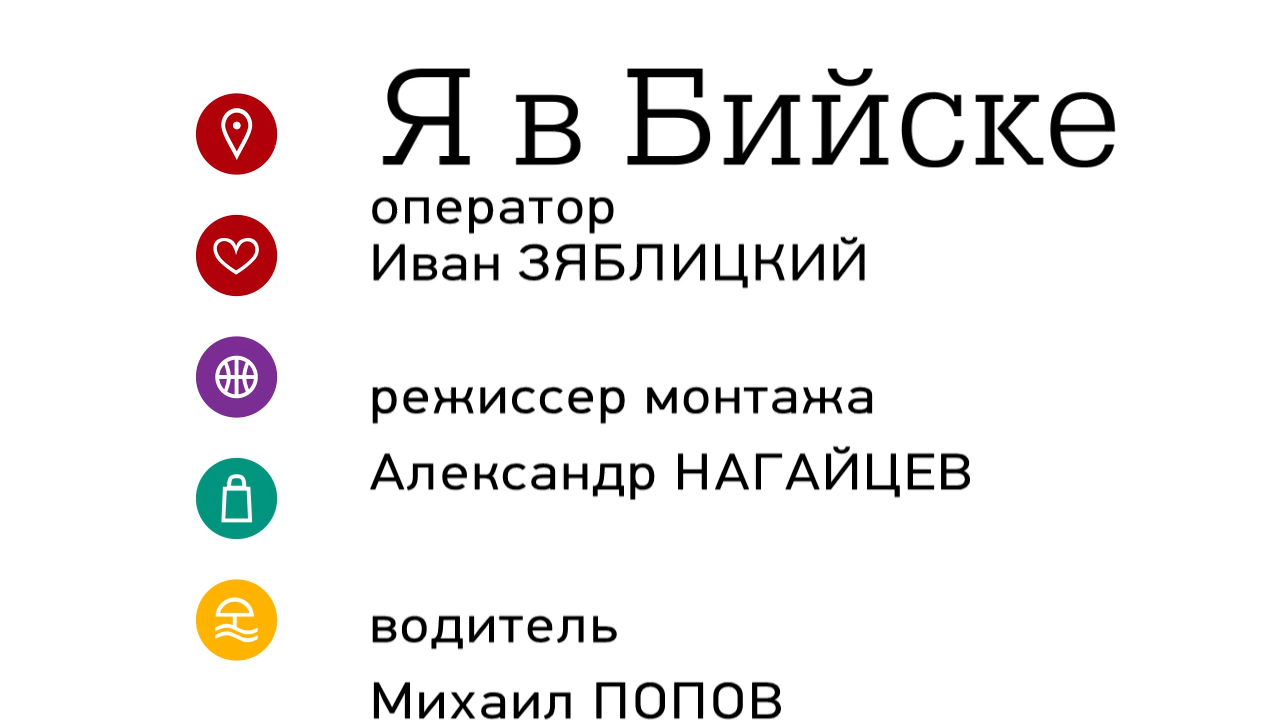 Я в Бийске
оператор
Иван ЗЯБЛИЦКИЙ
режиссер монтажа
Александр НАГАЙЦЕВ
водитель
Михаил ПОПОВ